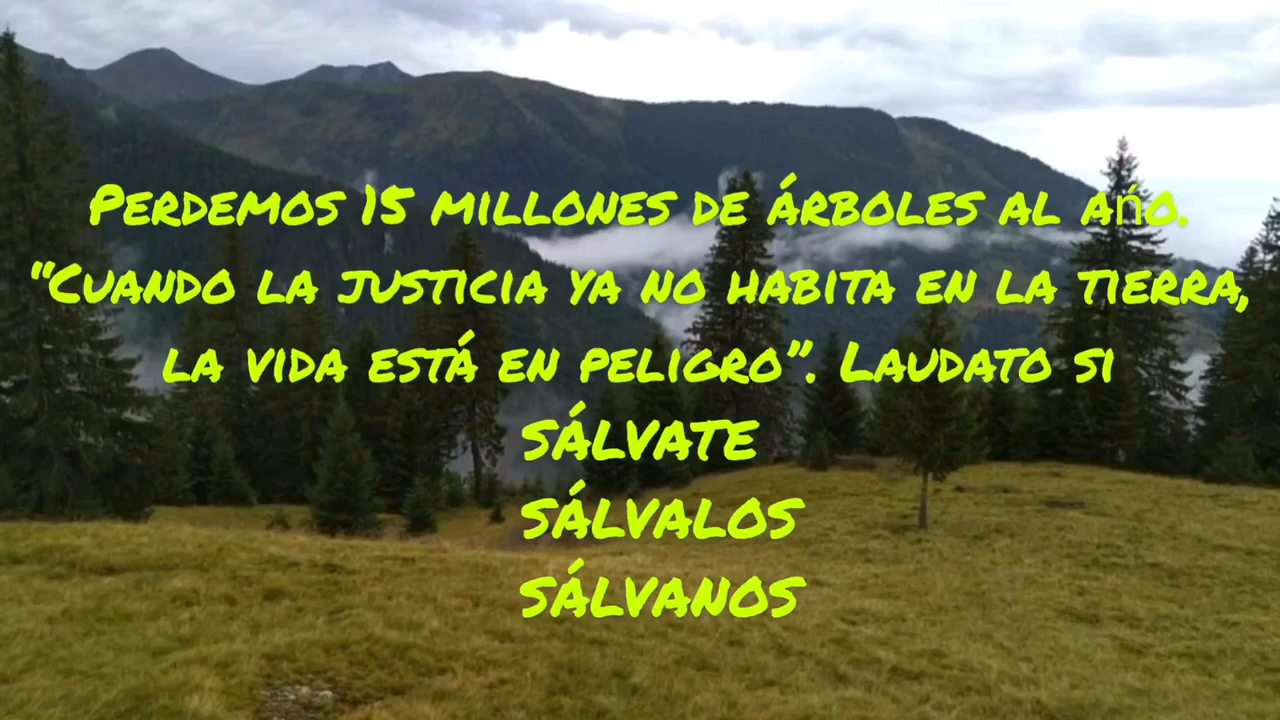 Perdemos 15 millones de árboles al ańo.
"Cuando la justicia ya no habita en la tierra,
la vida está en peligro". Laudato si
SÁLVATE
SÁLVALOS
SÁLVANOS